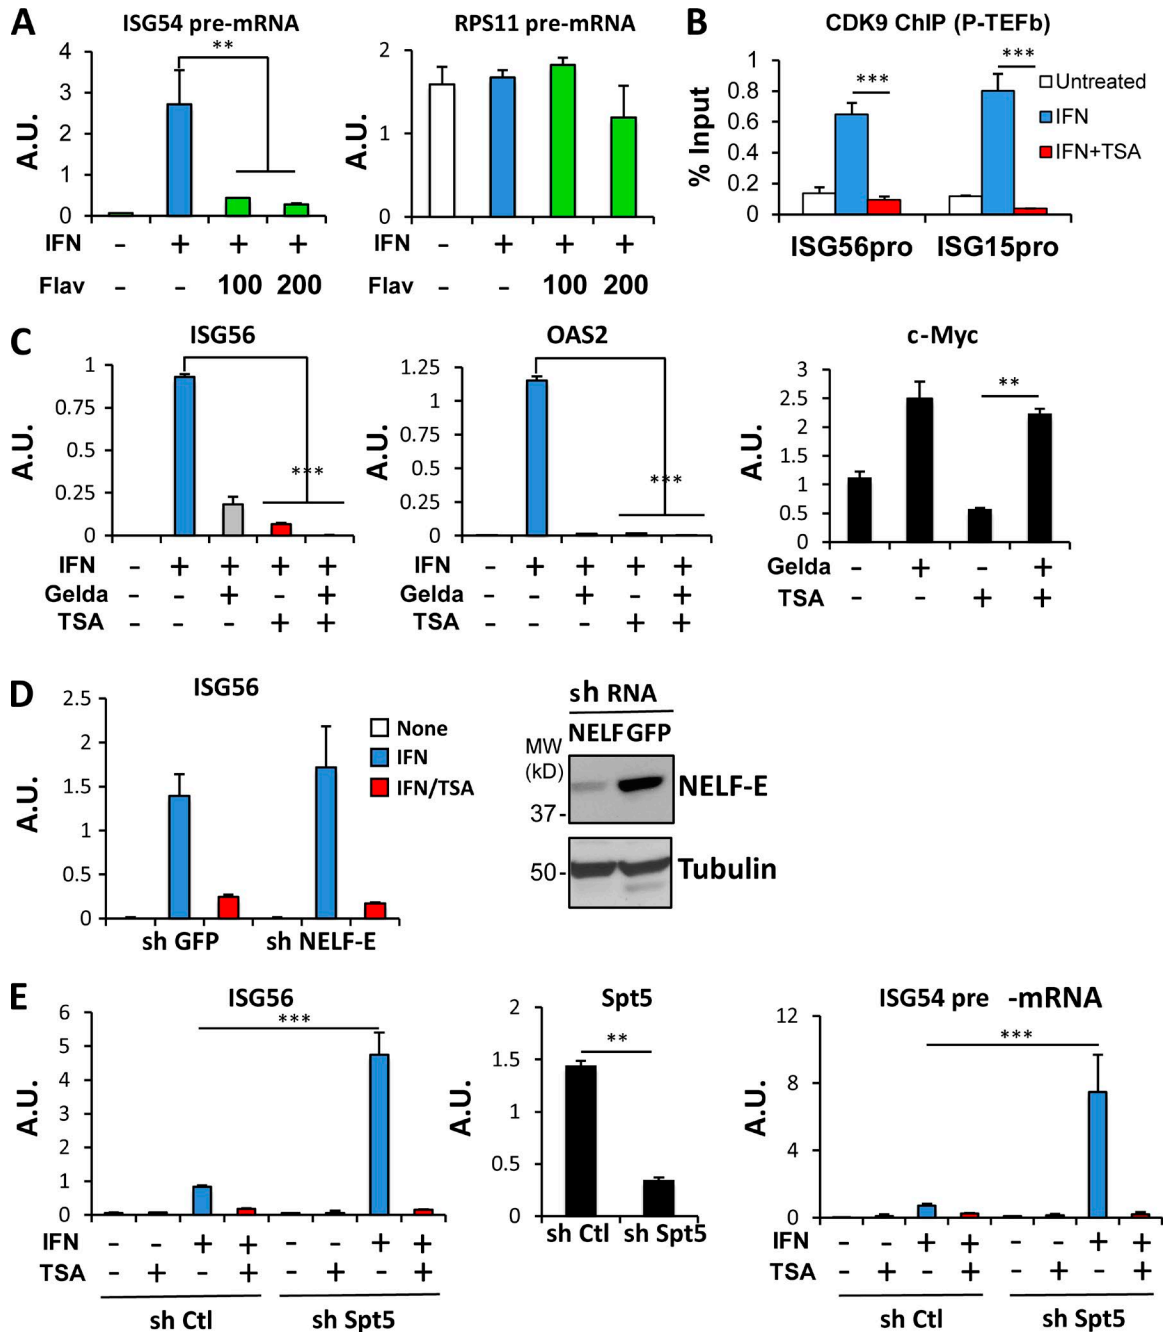 A
ISG54 pre-mRNA
RPS11 pre-mRNA
A.U.
4
3
2
1
0
**
IFN - + + +
Flav - - 100 200
A.U.
2
1
0
IFN - + + +
Flav - - 100 200
B
CDK9 ChIP (P-TEFb)
% Input
1
0.8
0.6
0.4
0.2
0
***
***
Untreated
IFN
IFN+TSA
ISG56pro ISG15pro
C
ISG56
A.U.
1
0.75
0.5
0.25
0
***
IFN - + + + +
Gelda - - + - +
TSA - - - + +
OAS2
A.U.
1.25
1
0.75
0.5
0.25
0
***
- + + + +
- - + - +
- - - + +
c-Myc
A.U.
3
2.5
2
1.5
1
0.5
0
**
Gelda - + - +
TSA - - + +
D
ISG56
A.U.
2.5
2
1.5
1
0.5
0
None
IFN
IFN/TSA
sh GFP sh NELF-E
sh RNA
NELF GFP
MW
(kD)
37 -
NELF-E
50 -
Tubulin
E
ISG56
A.U.
6
5
4
3
2
1
0
***
IFN - - + + - - + +
TSA - + - + - + - +
sh Ctl sh Spt5
Spt5
A.U.
2
1.5
1
0.5
0
**
sh Ctl sh Spt5
ISG54 pre -mRNA
A.U.
12
8
4
0
***
IFN - - + + - - + +
TSA - + - + - + - +
sh Ctl sh Spt5